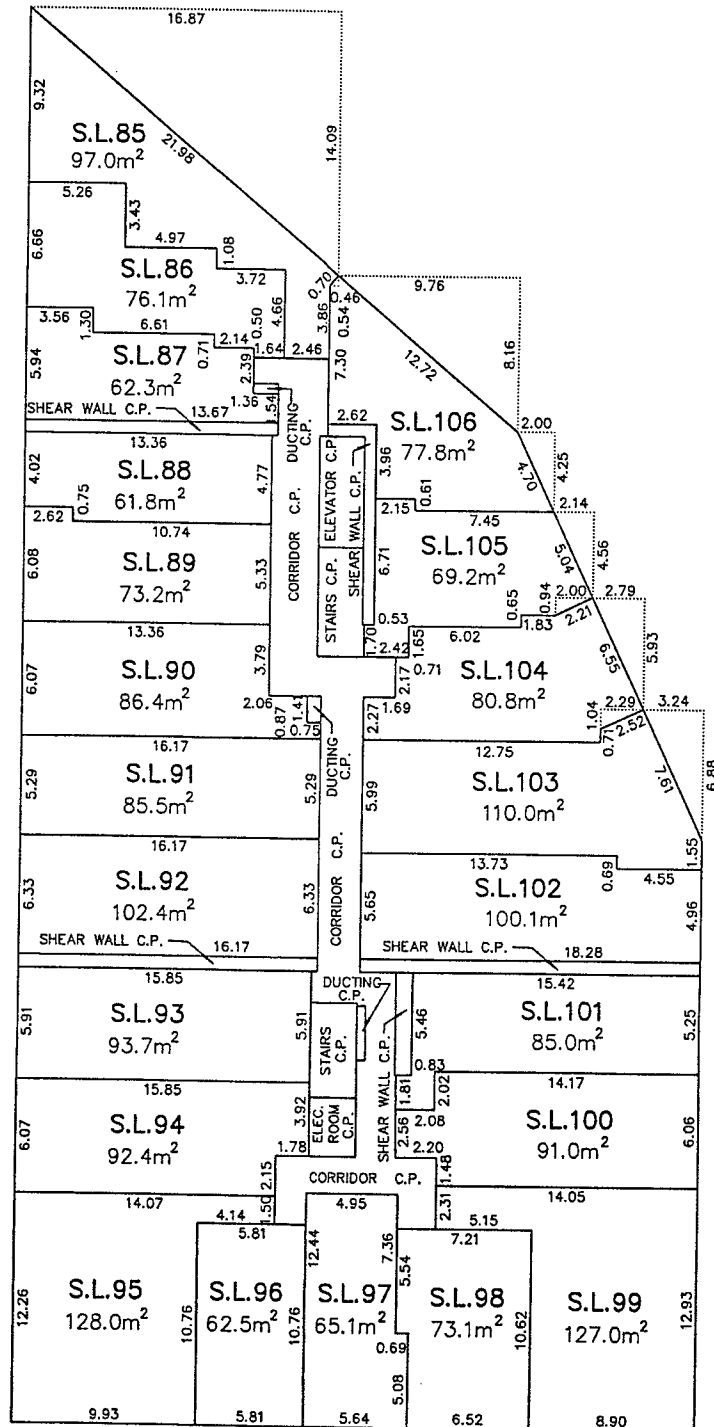 16.87
9.32
S.L.85
97.0m²
21.98
14.09
5.26
3.43
6.66
4.97
1.08
S.L.86
76.1m²
3.72
0.70
0.46
9.76
3.56
1.30
6.61
0.50
4.66
3.86
0.54
12.72
8.16
5.94
S.L.87
62.3m²
0.71
2.14
1.64
2.46
2.39
7.30
1.36
.54
SHEAR WALL C.P.
13.67
DUCTING
C.P.
2.62
S.L.106
77.8m²
2.00
4.70
4.25
13.36
4.02
S.L.88
61.8m²
4.77
ELEVATOR C.P.
SHEAR WALL C.P.
3.96
0.75
2.62
10.74
2.15
0.61
7.45
2.14
6.08
S.L.89
73.2m²
5.33
CORRIDOR C.P.
STAIRS C.P.
6.71
S.L.105
69.2m²
5.04
4.56
13.36
0.53
0.65
0.94
2.00
2.79
1.83
2.21
1.70
2.42
1.65
6.02
6.07
S.L.90
86.4m²
3.79
0.71
2.17
S.L.104
80.8m²
6.55
5.93
2.06
0.87
1.41
0.75
1.69
2.27
1.04
2.29
3.24
2.52
0.71
16.17
12.75
DUCTING
C.P.
5.29
S.L.91
85.5m²
5.29
5.99
S.L.103
110.0m²
7.61
6.88
16.17
13.73
0.69
1.55
4.55
6.33
S.L.92
102.4m²
6.33
CORRIDOR C.P.
5.65
S.L.102
100.1m²
4.96
SHEAR WALL C.P.
16.17
SHEAR WALL C.P.
18.28
15.85
DUCTING
C.P.
15.42
5.91
S.L.93
93.7m²
5.91
STAIRS
C.P.
5.46
S.L.101
85.0m²
5.25
SHEAR WALL C.P.
15.85
0.83
14.17
1.81
2.02
6.07
S.L.94
92.4m²
3.92
ELEC.
ROOM
C.P.
2.08
2.56
S.L.100
91.0m²
6.06
1.78
2.20
2.15
CORRIDOR C.P.
1.48
14.07
4.95
14.05
4.14
1.50
5.81
2.31
5.15
7.21
12.44
7.36
5.54
12.26
S.L.95
128.0m²
10.76
S.L.96
62.5m²
10.76
S.L.97
65.1m²
S.L.98
73.1m²
10.62
S.L.99
127.0m²
12.93
0.69
5.08
9.93
5.81
5.64
6.52
8.90